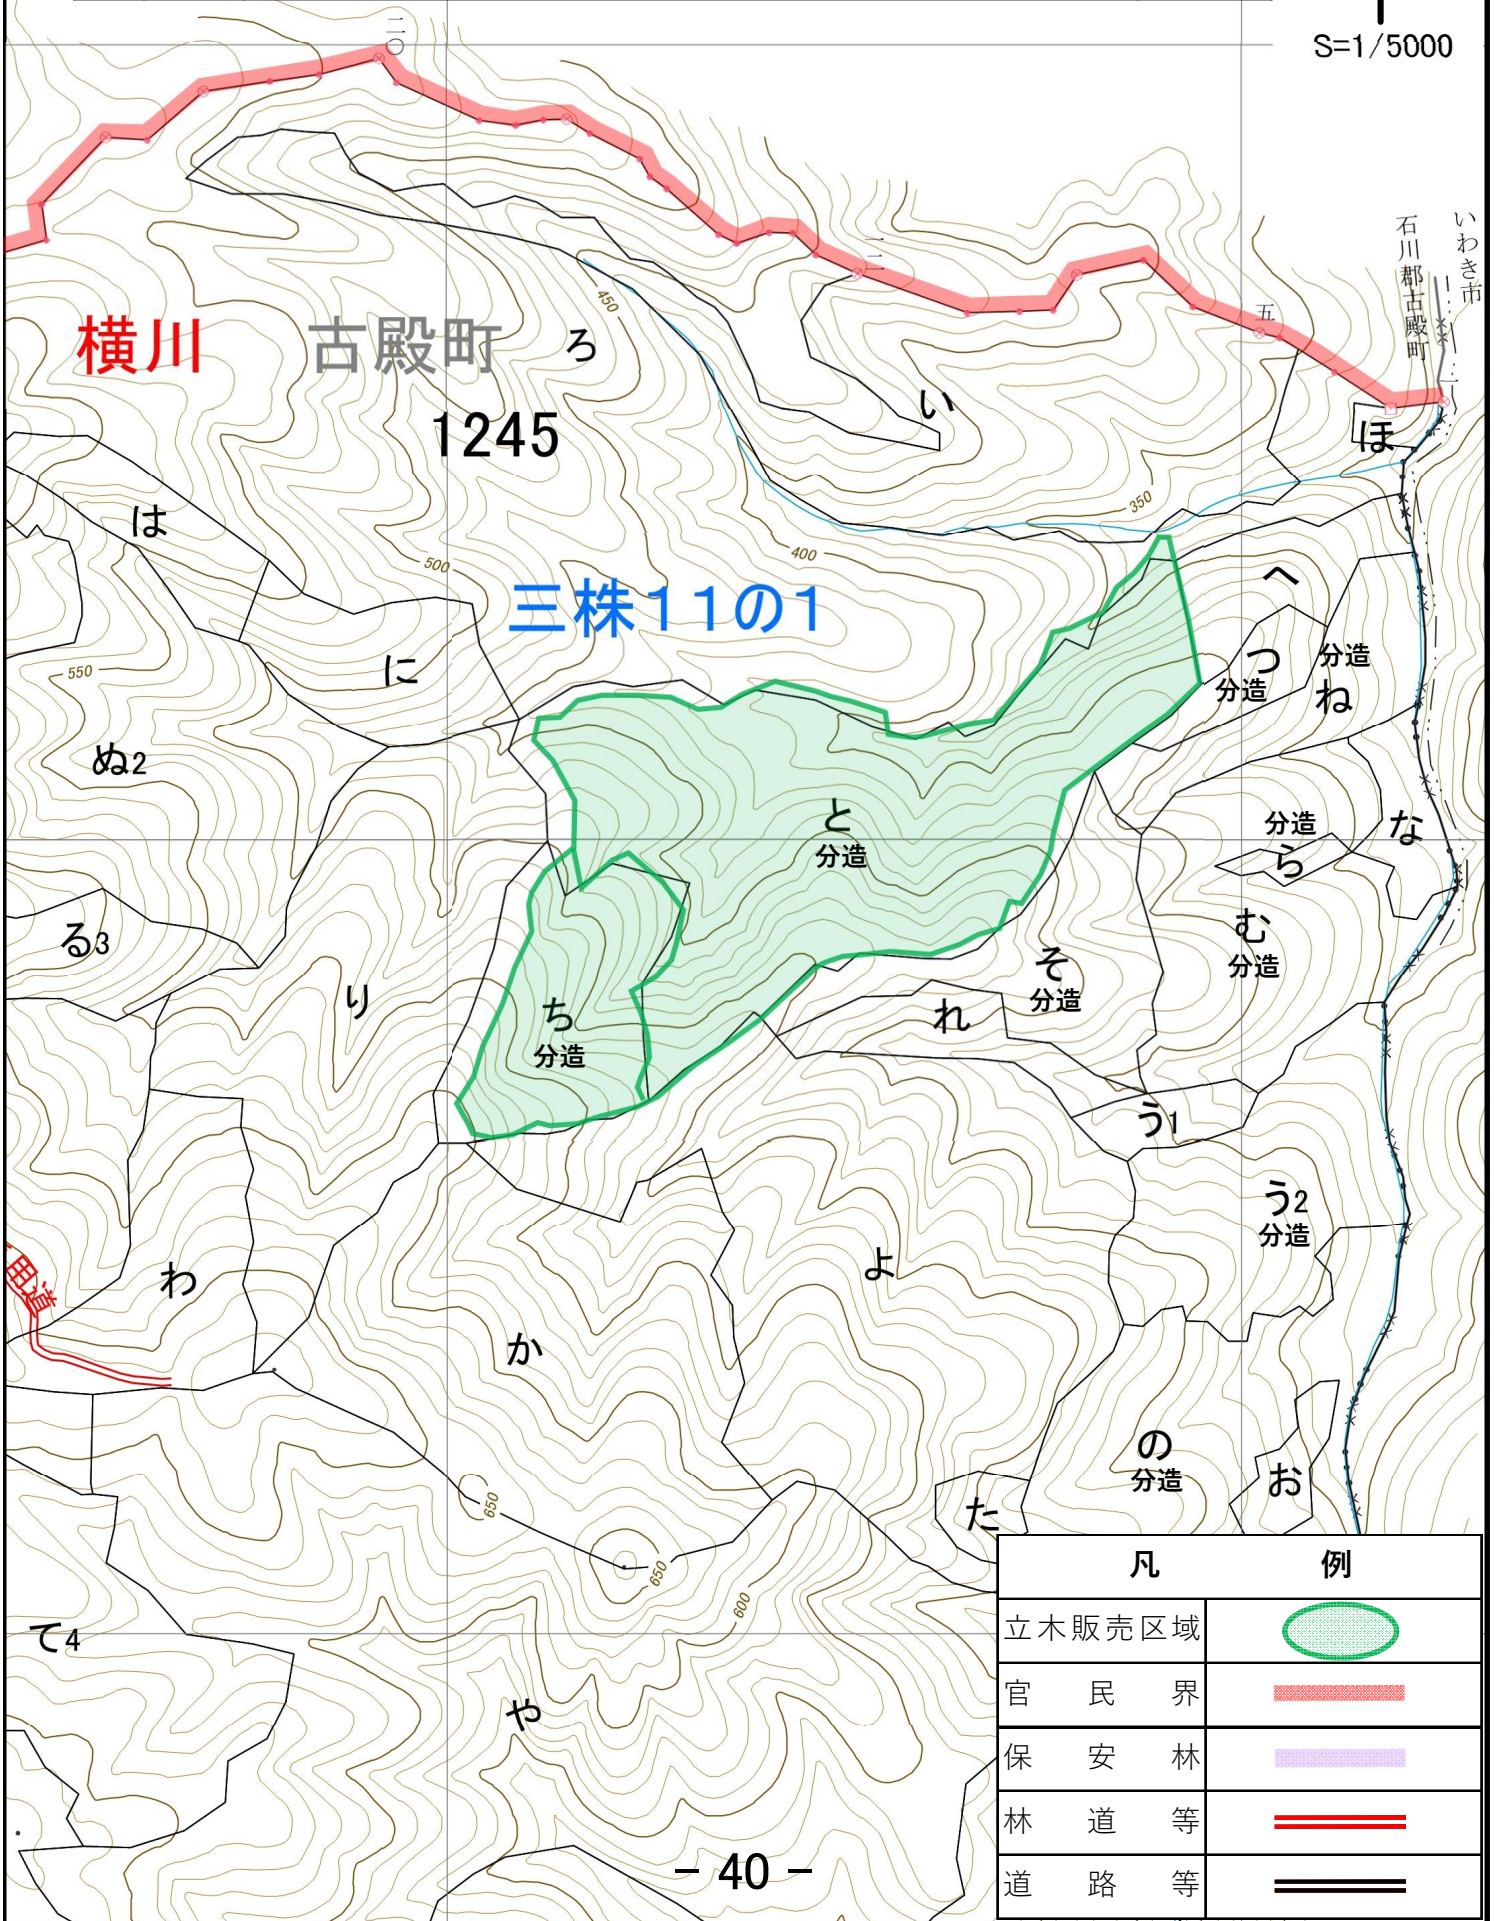 S=1/5000
二〇
一二
五
いわき市
石川郡古殿町
横川
古殿町
ろ
450
い
1245
ほ
は
350
500
400
三株11の1
へ
に
つ
分造
分造
ね
550
ぬ2
と
分造
分造
ら
な
る3
む
分造
り
そ
分造
れ
ち
分造
う1
う2
分造
わ
よ
か
の
分造
お
た
650
650
600
て4
や
凡 例
立木販売区域
官 民 界
保 安 林
林 道 等
道 路 等
- 40 -